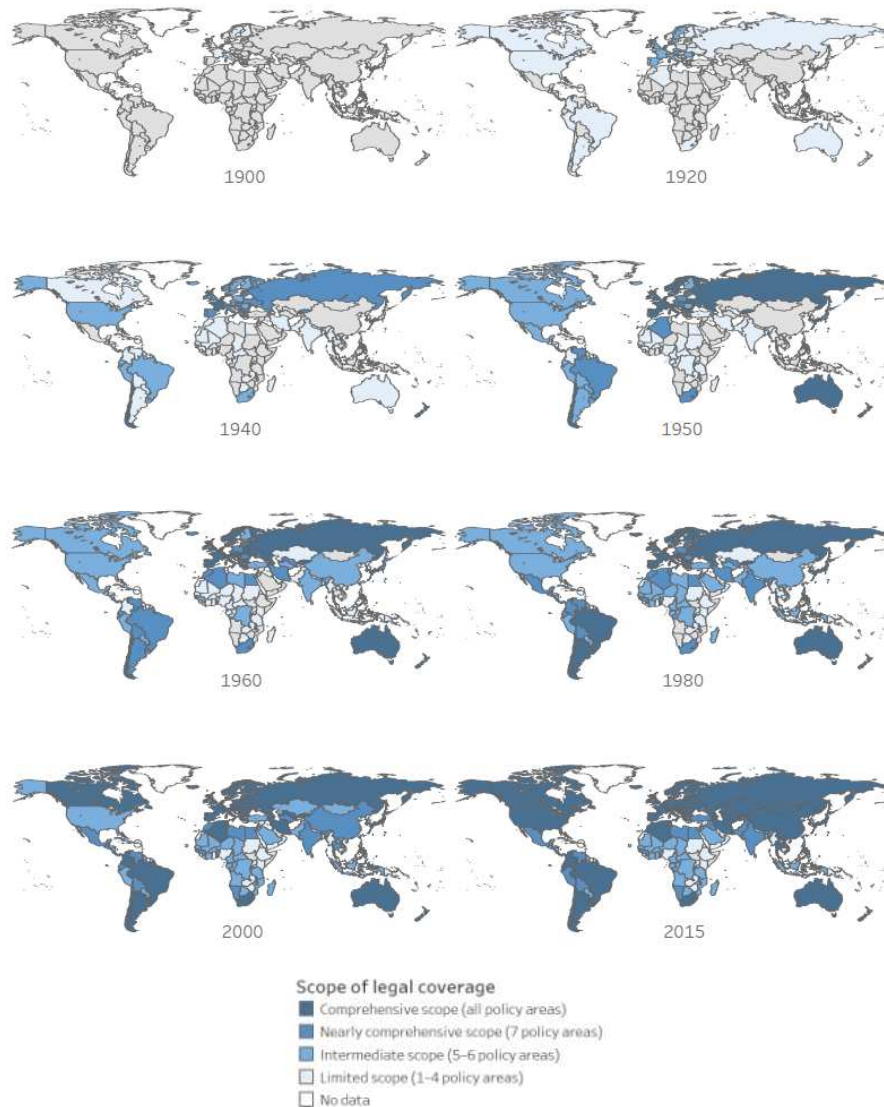 1900
1920
1940
1950
1960
1980
2000
2015
Scope of legal coverage
Comprehensive scope (all policy areas)
Nearly comprehensive scope (7 policy areas)
Intermediate scope (5–6 policy areas)
Limited scope (1–4 policy areas)
No data